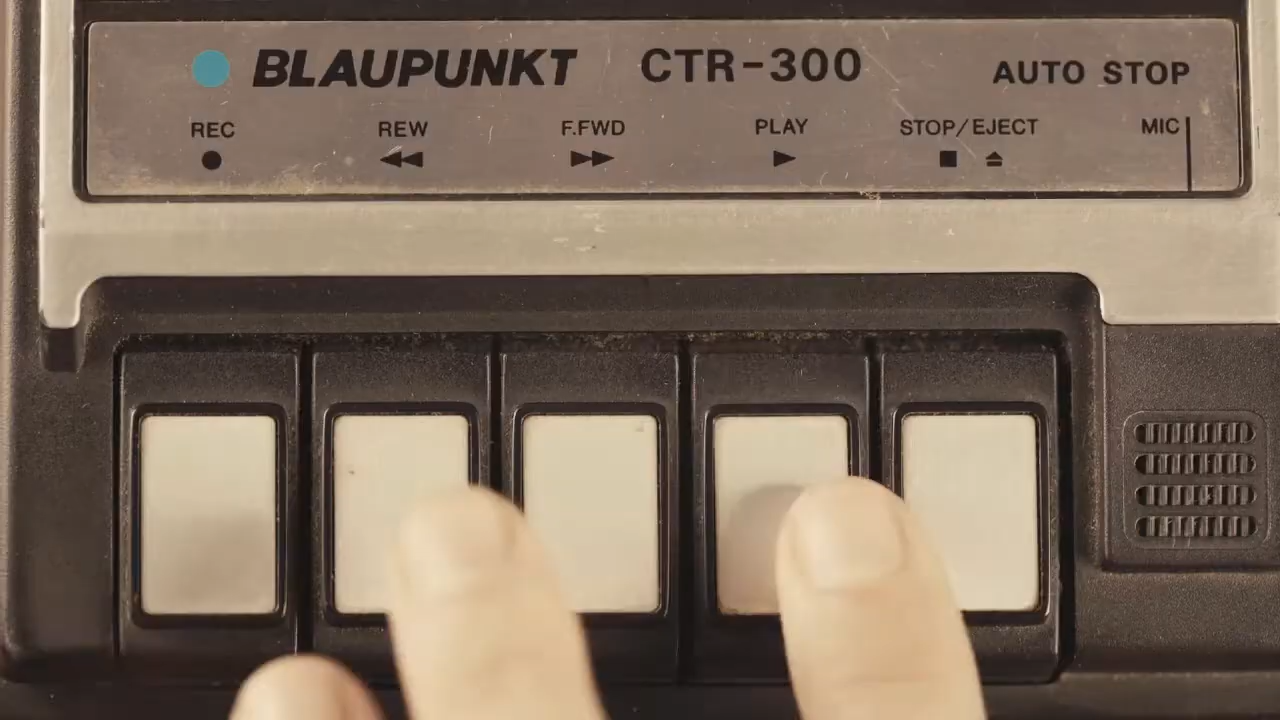 BLAUPUNKT CTR-300 AUTO STOP
REC REW F.FWD PLAY STOP/EJECT MIC